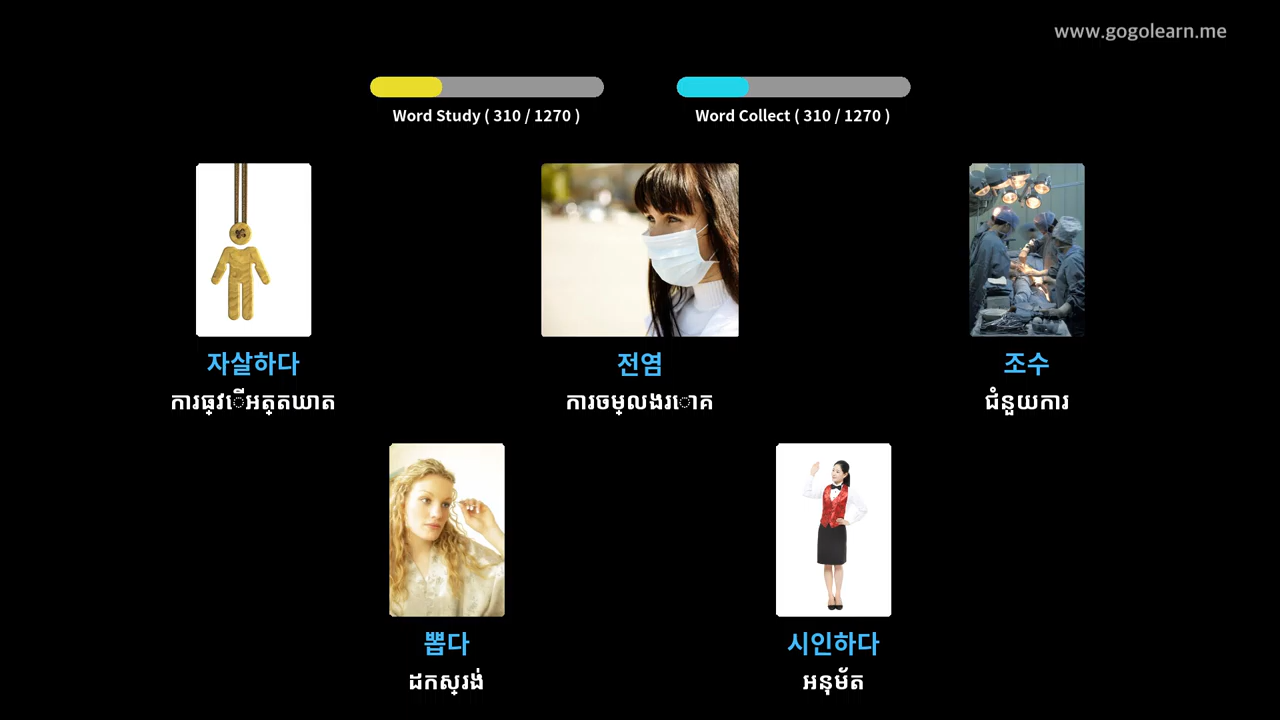 www.gogolearn.me
Word Study ( 310 / 1270 )
Word Collect ( 310 / 1270 )
자살하다
ការធ្វើអត្តឃាត
전염
ការចម្លងរោគ
조수
ជំនួយការ
뽑다
ដកស្រង់
시인하다
អនុម័ត